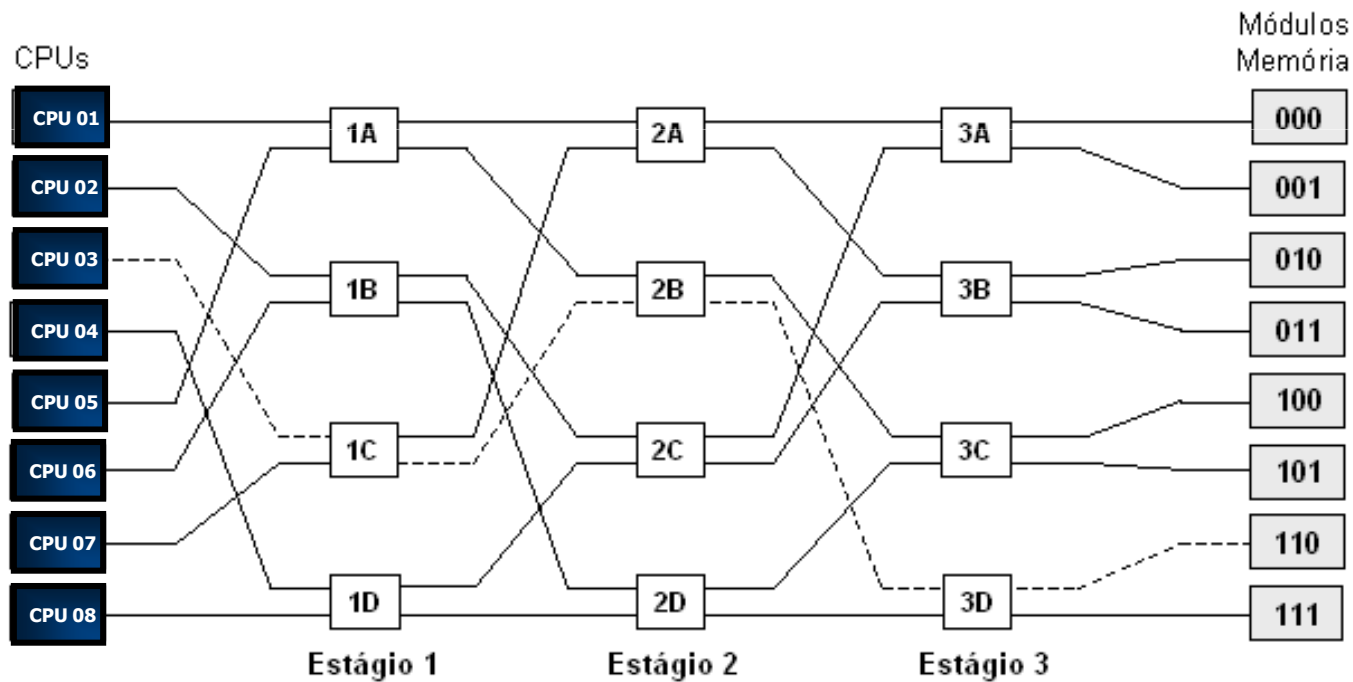 Módulos
CPUs Memória
CPU 01 1A 2A 3A 000
CPU 02 001
CPU 03 1B 2B 3B 010
CPU 04 011
CPU 05 100
CPU 06 1C 2C 3C 101
CPU 07 110
CPU 08 1D 2D 3D 111
Estágio 1 Estágio 2 Estágio 3